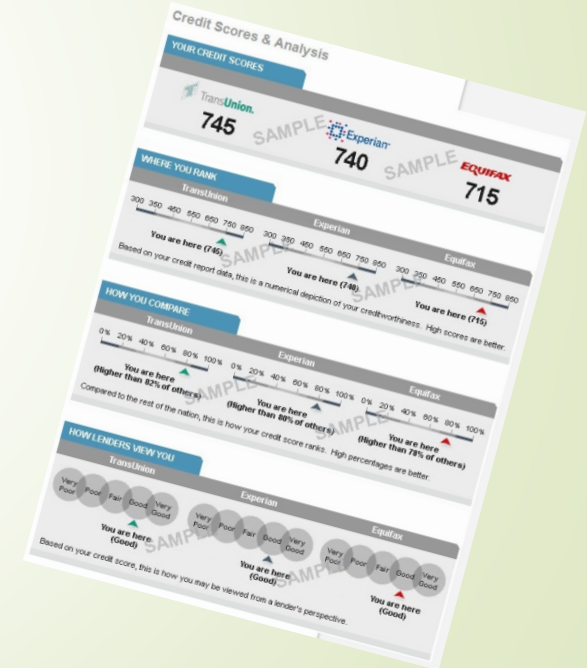 Credit Scores & Analysis
YOUR CREDIT SCORES
TransUnion. Experian EQUIFAX
745 740 715
SAMPLE SAMPLE
WHERE YOU RANK
TransUnion Experian Equifax
300 350 450 550 650 750 850 300 350 450 550 650 750 850 300 350 450 550 650 750 850
You are here (745) You are here (740) You are here (715)
SAMPLE SAMPLE
Based on your credit report data, this is a numerical depiction of your creditworthiness. High scores are better.
HOW YOU COMPARE
TransUnion Experian Equifax
0% 20% 40% 60% 80% 100% 0% 20% 40% 60% 80% 100% 0% 20% 40% 60% 80% 100%
You are here You are here You are here
(Higher than 82% of others) (Higher than 80% of others) (Higher than 78% of others)
SAMPLE SAMPLE
Compared to the rest of the nation, this is how your credit score ranks. High percentages are better.
HOW LENDERS VIEW YOU
TransUnion Experian Equifax
Very Poor Poor Fair Good Very Good Very Poor Poor Fair Good Very Good Very Poor Poor Fair Good Very Good
You are here You are here You are here
(Good) (Good) (Good)
SAMPLE SAMPLE
Based on your credit score, this is how you may be viewed from a lender's perspective.